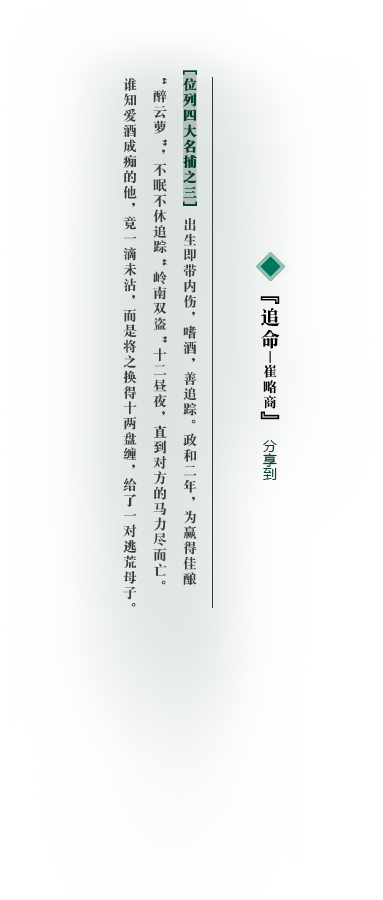 『追命—崔略商』 分享到
【位列四大名捕之三】 出生即带内伤，嗜酒，善追踪。政和二年，为赢得佳酿
“醉云萝”，不眠不休追踪“岭南双盗”十二昼夜，直到对方的马力尽而亡。
谁知爱酒成痴的他，竟一滴未沾，而是将之换得十两盘缠，给了一对逃荒母子。